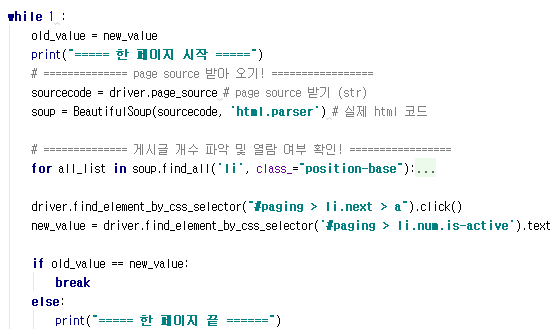 while 1 :
old_value = new_value
print("===== 한 페이지 시작 =====")
# ============= page source 받아 오기! ================
sourcecode = driver.page_source # page source 받기 (str)
soup = BeautifulSoup(sourcecode, 'html.parser') # 실제 html 코드
# ============= 게시글 개수 파악 및 열람 여부 확인! ================
for all_list in soup.find_all('li', class_="position-base"):...
driver.find_element_by_css_selector("#paging > li.next > a").click()
new_value = driver.find_element_by_css_selector('#paging > li.num.is-active').text
if old_value == new_value:
break
else:
print("===== 한 페이지 끝 ======")